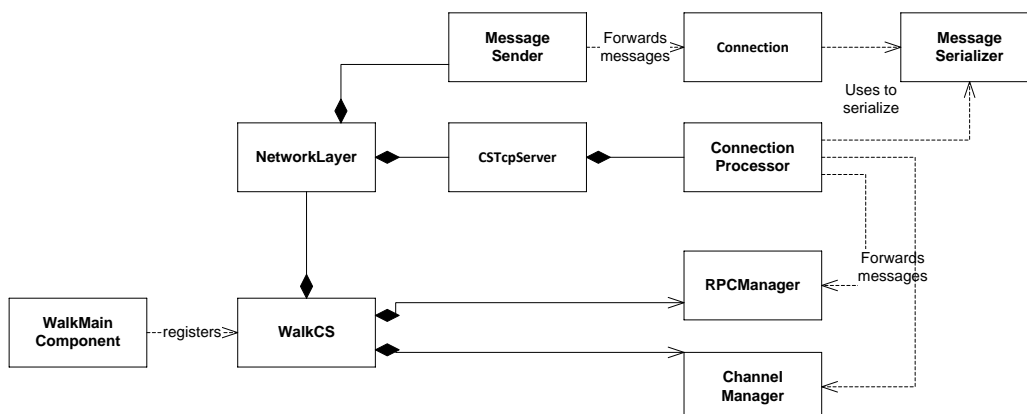 Message
Sender
Forwards
messages
Connection
Message
Serializer
Uses to
serialize
NetworkLayer
CSTcpServer
Connection
Processor
Forwards
messages
RPCManager
WalkMain
Component
registers
WalkCS
Channel
Manager